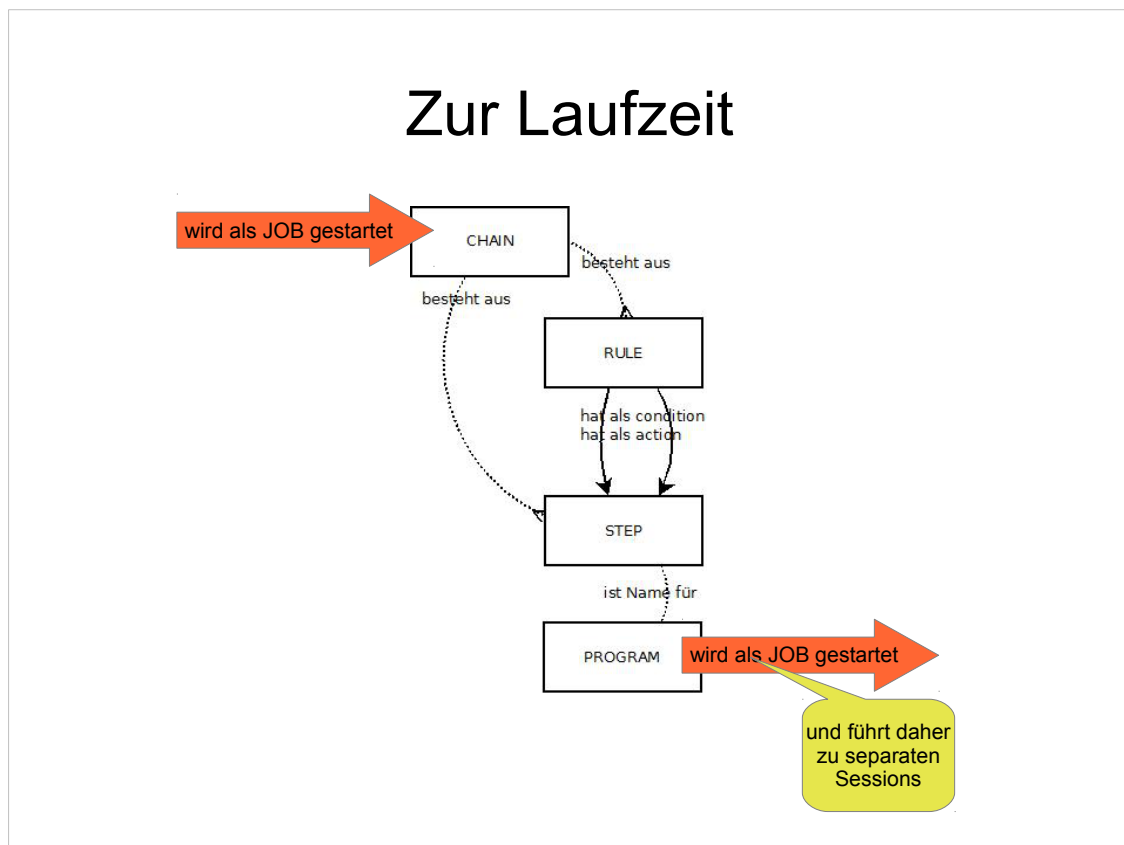 Zur Laufzeit
wird als JOB gestartet
CHAIN
besteht aus
besteht aus
RULE
hat als condition
hat als action
STEP
ist Name für
PROGRAM
wird als JOB gestartet
und führt daher
zu separaten
Sessions